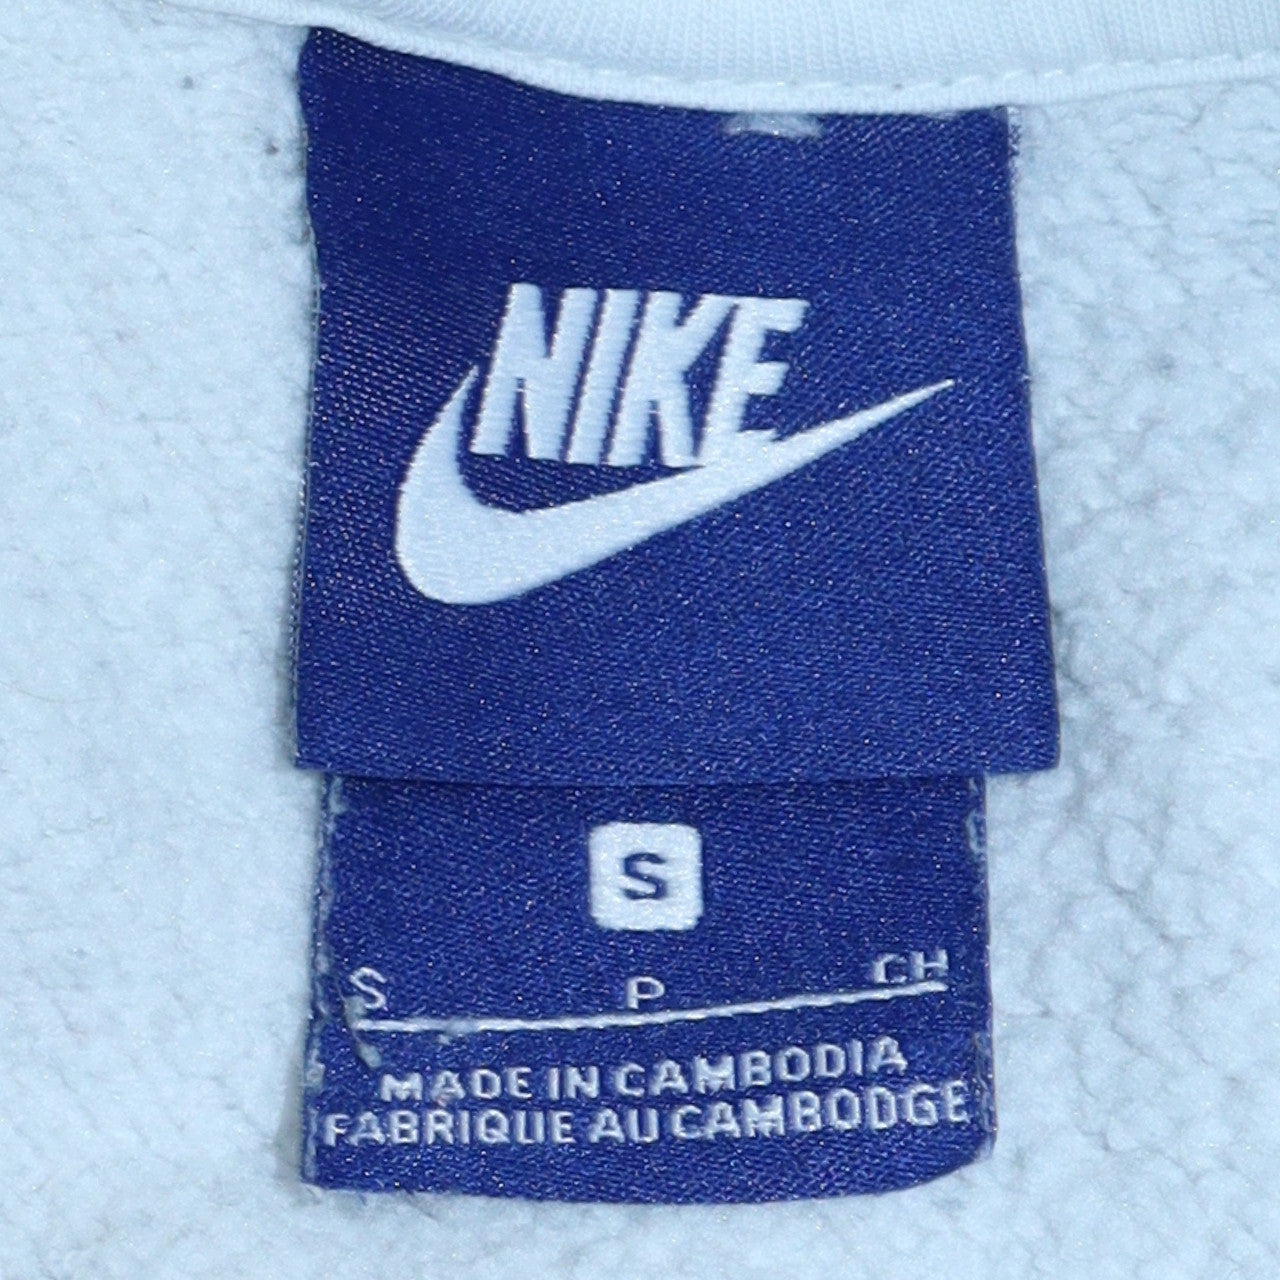 NIKE
S
S P CH
MADE IN CAMBODIA
FABRIQUE AU CAMBODGE